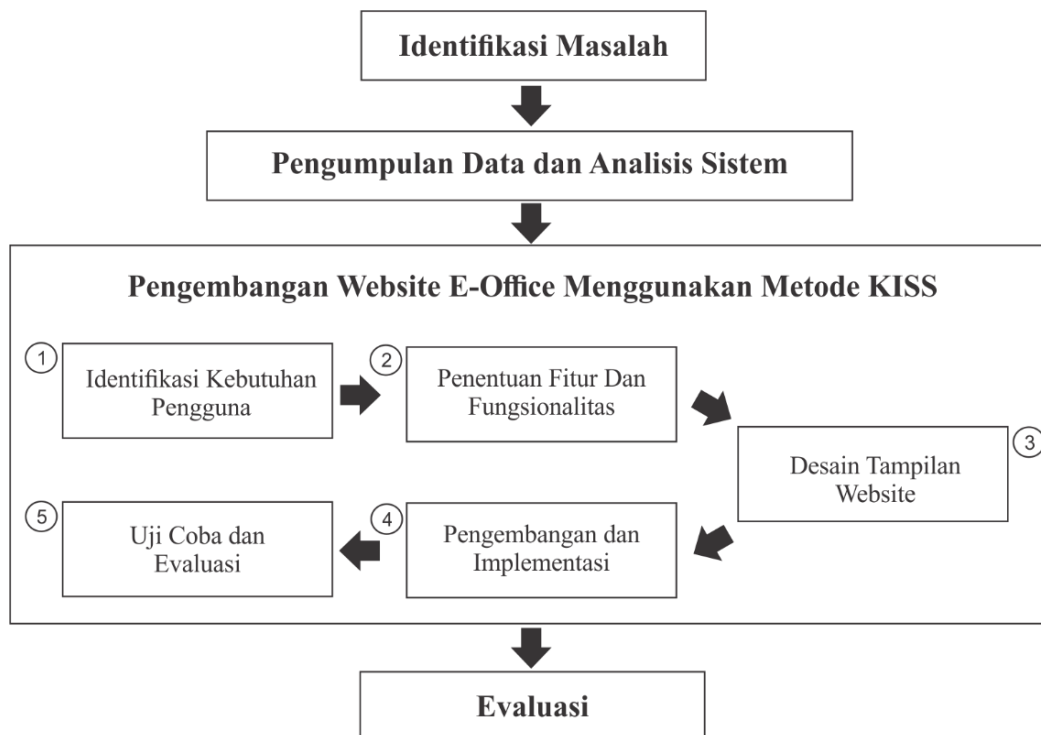 Identifikasi Masalah
Pengumpulan Data dan Analisis Sistem
Pengembangan Website E-Office Menggunakan Metode KISS
1
Identifikasi Kebutuhan
Pengguna
2
Penentuan Fitur Dan
Fungsionalitas
3
Desain Tampilan
Website
4
Pengembangan dan
Implementasi
5
Uji Coba dan
Evaluasi
Evaluasi